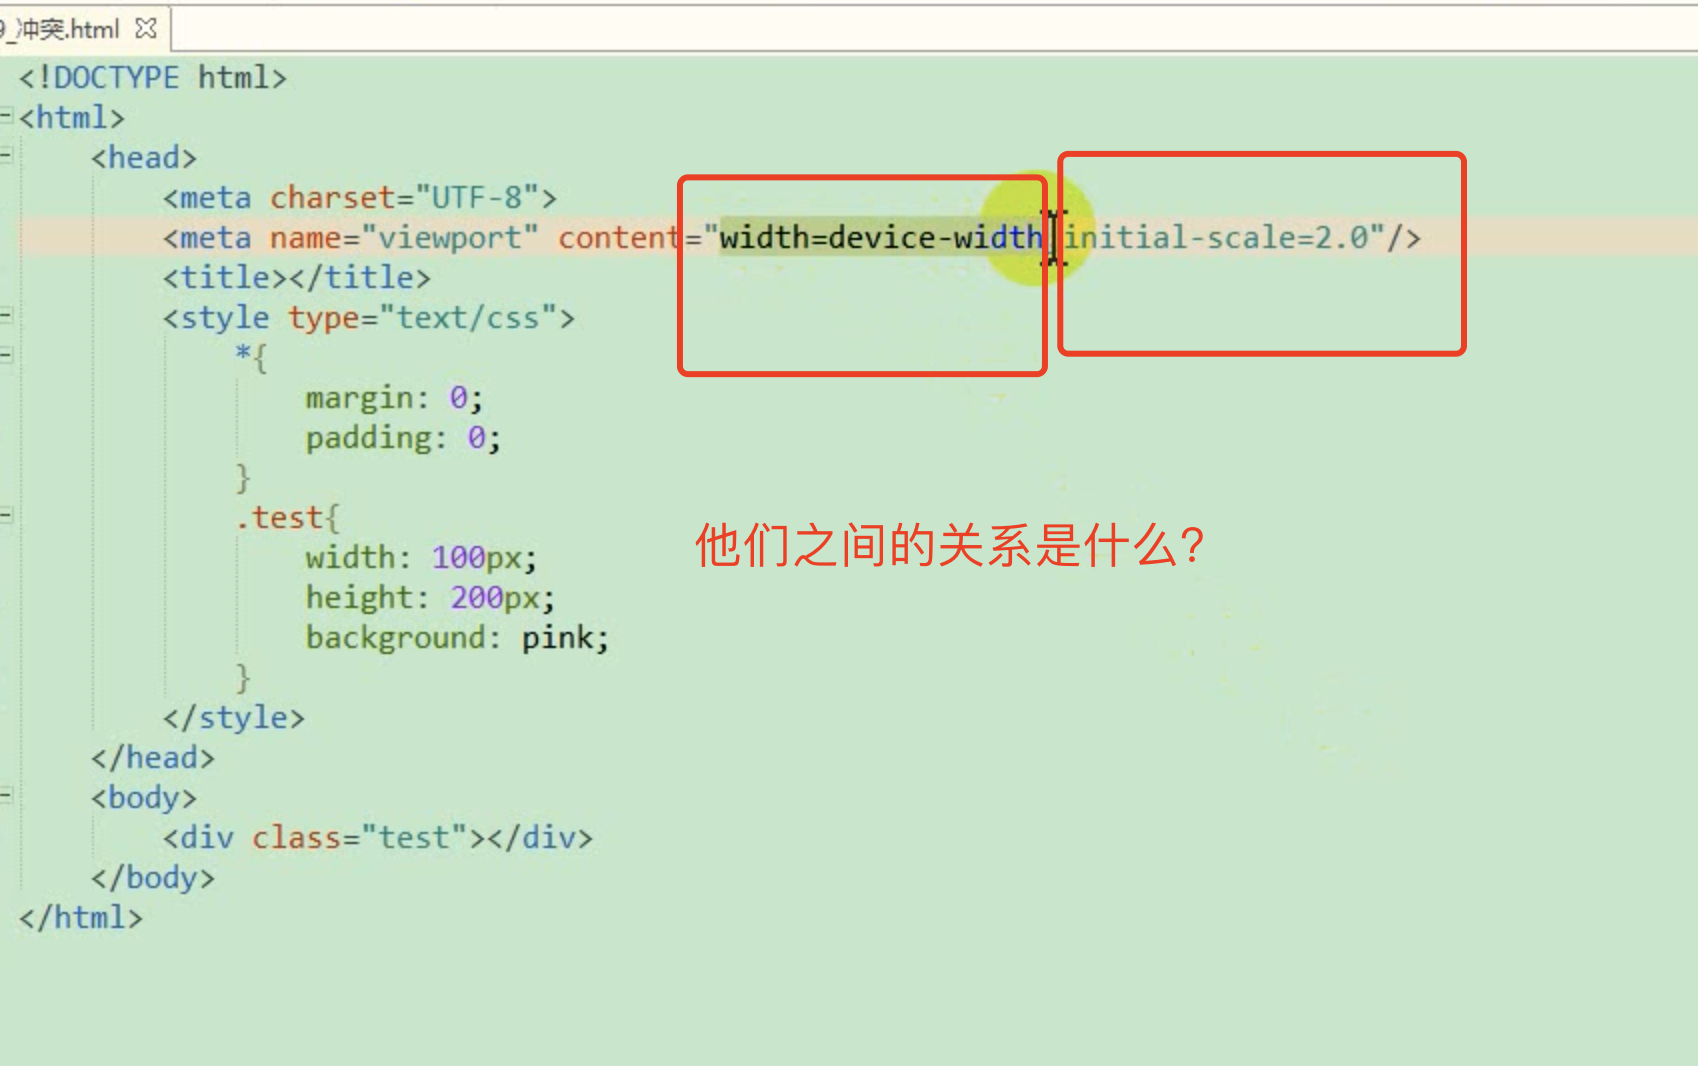 9_冲突.html
<!DOCTYPE html>
<html>
<head>
<meta charset="UTF-8">
<meta name="viewport" content="width=device-width initial-scale=2.0"/>
<title></title>
<style type="text/css">
*{
margin: 0;
padding: 0;
}
.test{
width: 100px;
height: 200px;
background: pink;
}
</style>
</head>
<body>
<div class="test"></div>
</body>
</html>
他们之间的关系是什么?